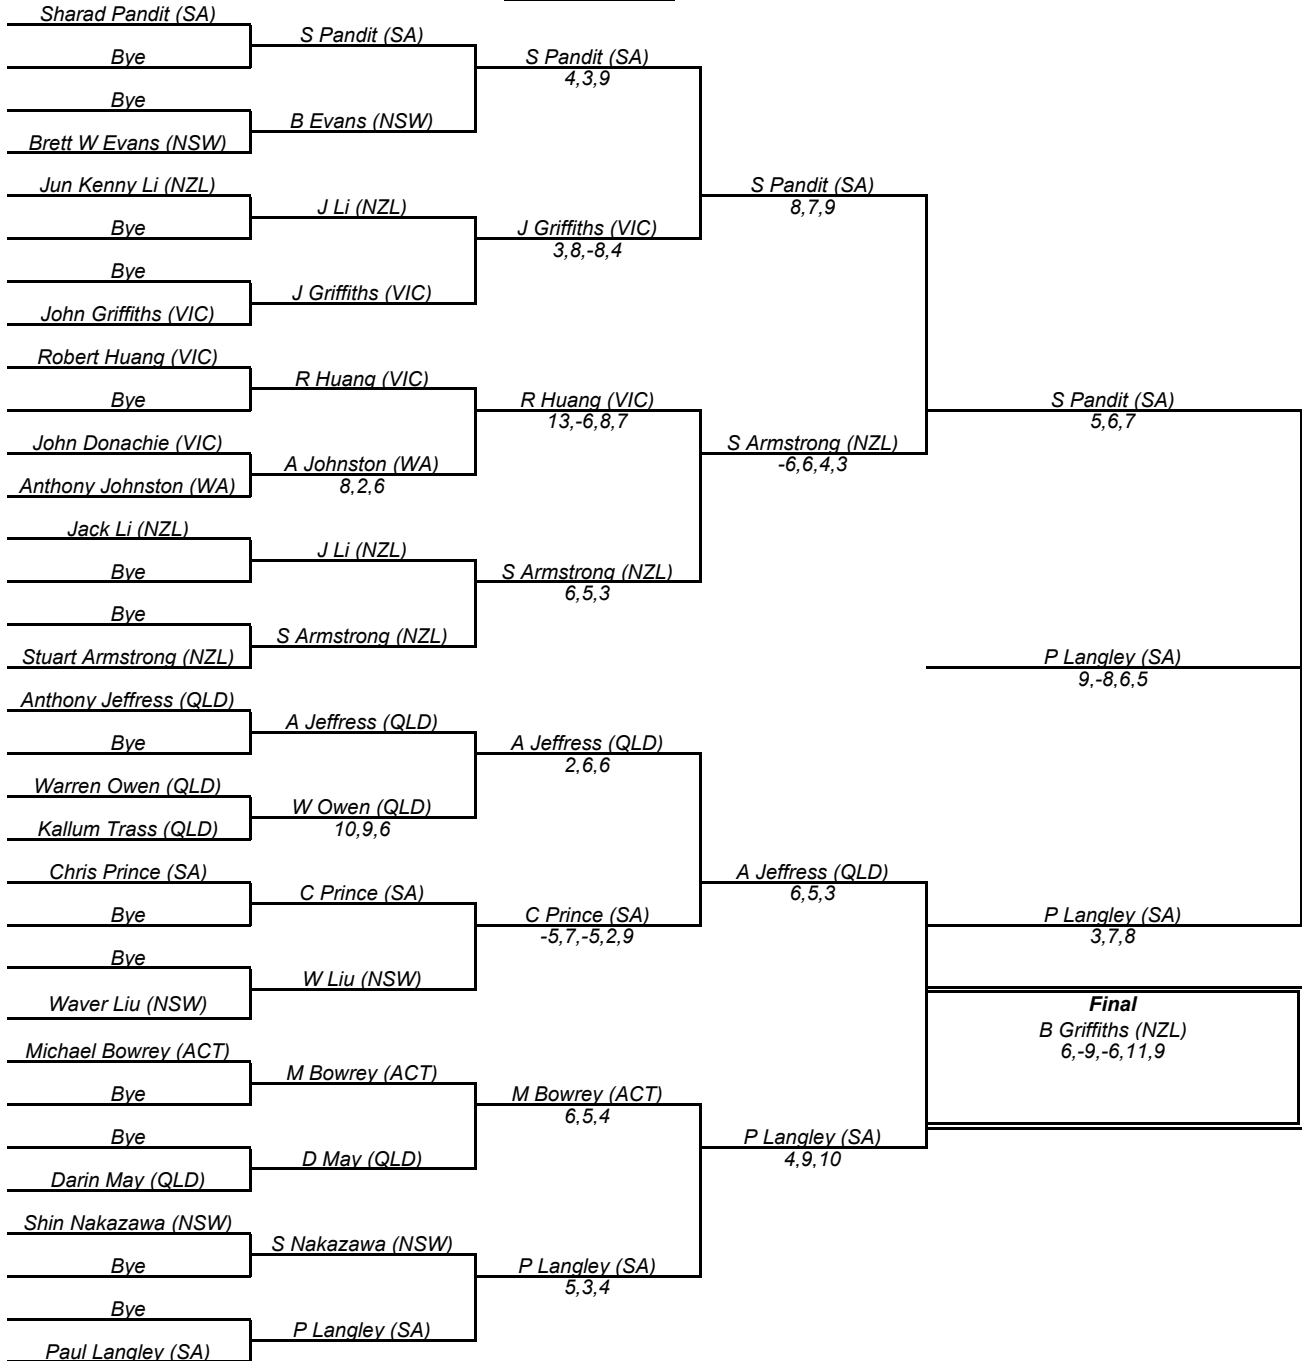 Sharad Pandit (SA)
Bye
Bye
Brett W Evans (NSW)
Jun Kenny Li (NZL)
Bye
Bye
John Griffiths (VIC)
Robert Huang (VIC)
Bye
John Donachie (VIC)
Anthony Johnston (WA)
Jack Li (NZL)
Bye
Bye
Stuart Armstrong (NZL)
Anthony Jeffress (QLD)
Bye
Warren Owen (QLD)
Kallum Trass (QLD)
Chris Prince (SA)
Bye
Bye
Waver Liu (NSW)
Michael Bowrey (ACT)
Bye
Bye
Darin May (QLD)
Shin Nakazawa (NSW)
Bye
Bye
Paul Langley (SA)
S Pandit (SA)
B Evans (NSW)
J Li (NZL)
J Griffiths (VIC)
R Huang (VIC)
A Johnston (WA)
8,2,6
J Li (NZL)
S Armstrong (NZL)
A Jeffress (QLD)
W Owen (QLD)
10,9,6
C Prince (SA)
W Liu (NSW)
M Bowrey (ACT)
D May (QLD)
S Nakazawa (NSW)
P Langley (SA)
S Pandit (SA)
4,3,9
J Griffiths (VIC)
3,8,-8,4
R Huang (VIC)
13,-6,8,7
S Armstrong (NZL)
6,5,3
A Jeffress (QLD)
2,6,6
C Prince (SA)
-5,7,-5,2,9
M Bowrey (ACT)
6,5,4
P Langley (SA)
5,3,4
S Pandit (SA)
8,7,9
S Armstrong (NZL)
-6,6,4,3
A Jeffress (QLD)
6,5,3
P Langley (SA)
4,9,10
S Pandit (SA)
5,6,7
P Langley (SA)
9,-8,6,5
P Langley (SA)
3,7,8
Final
B Griffiths (NZL)
6,-9,-6,11,9